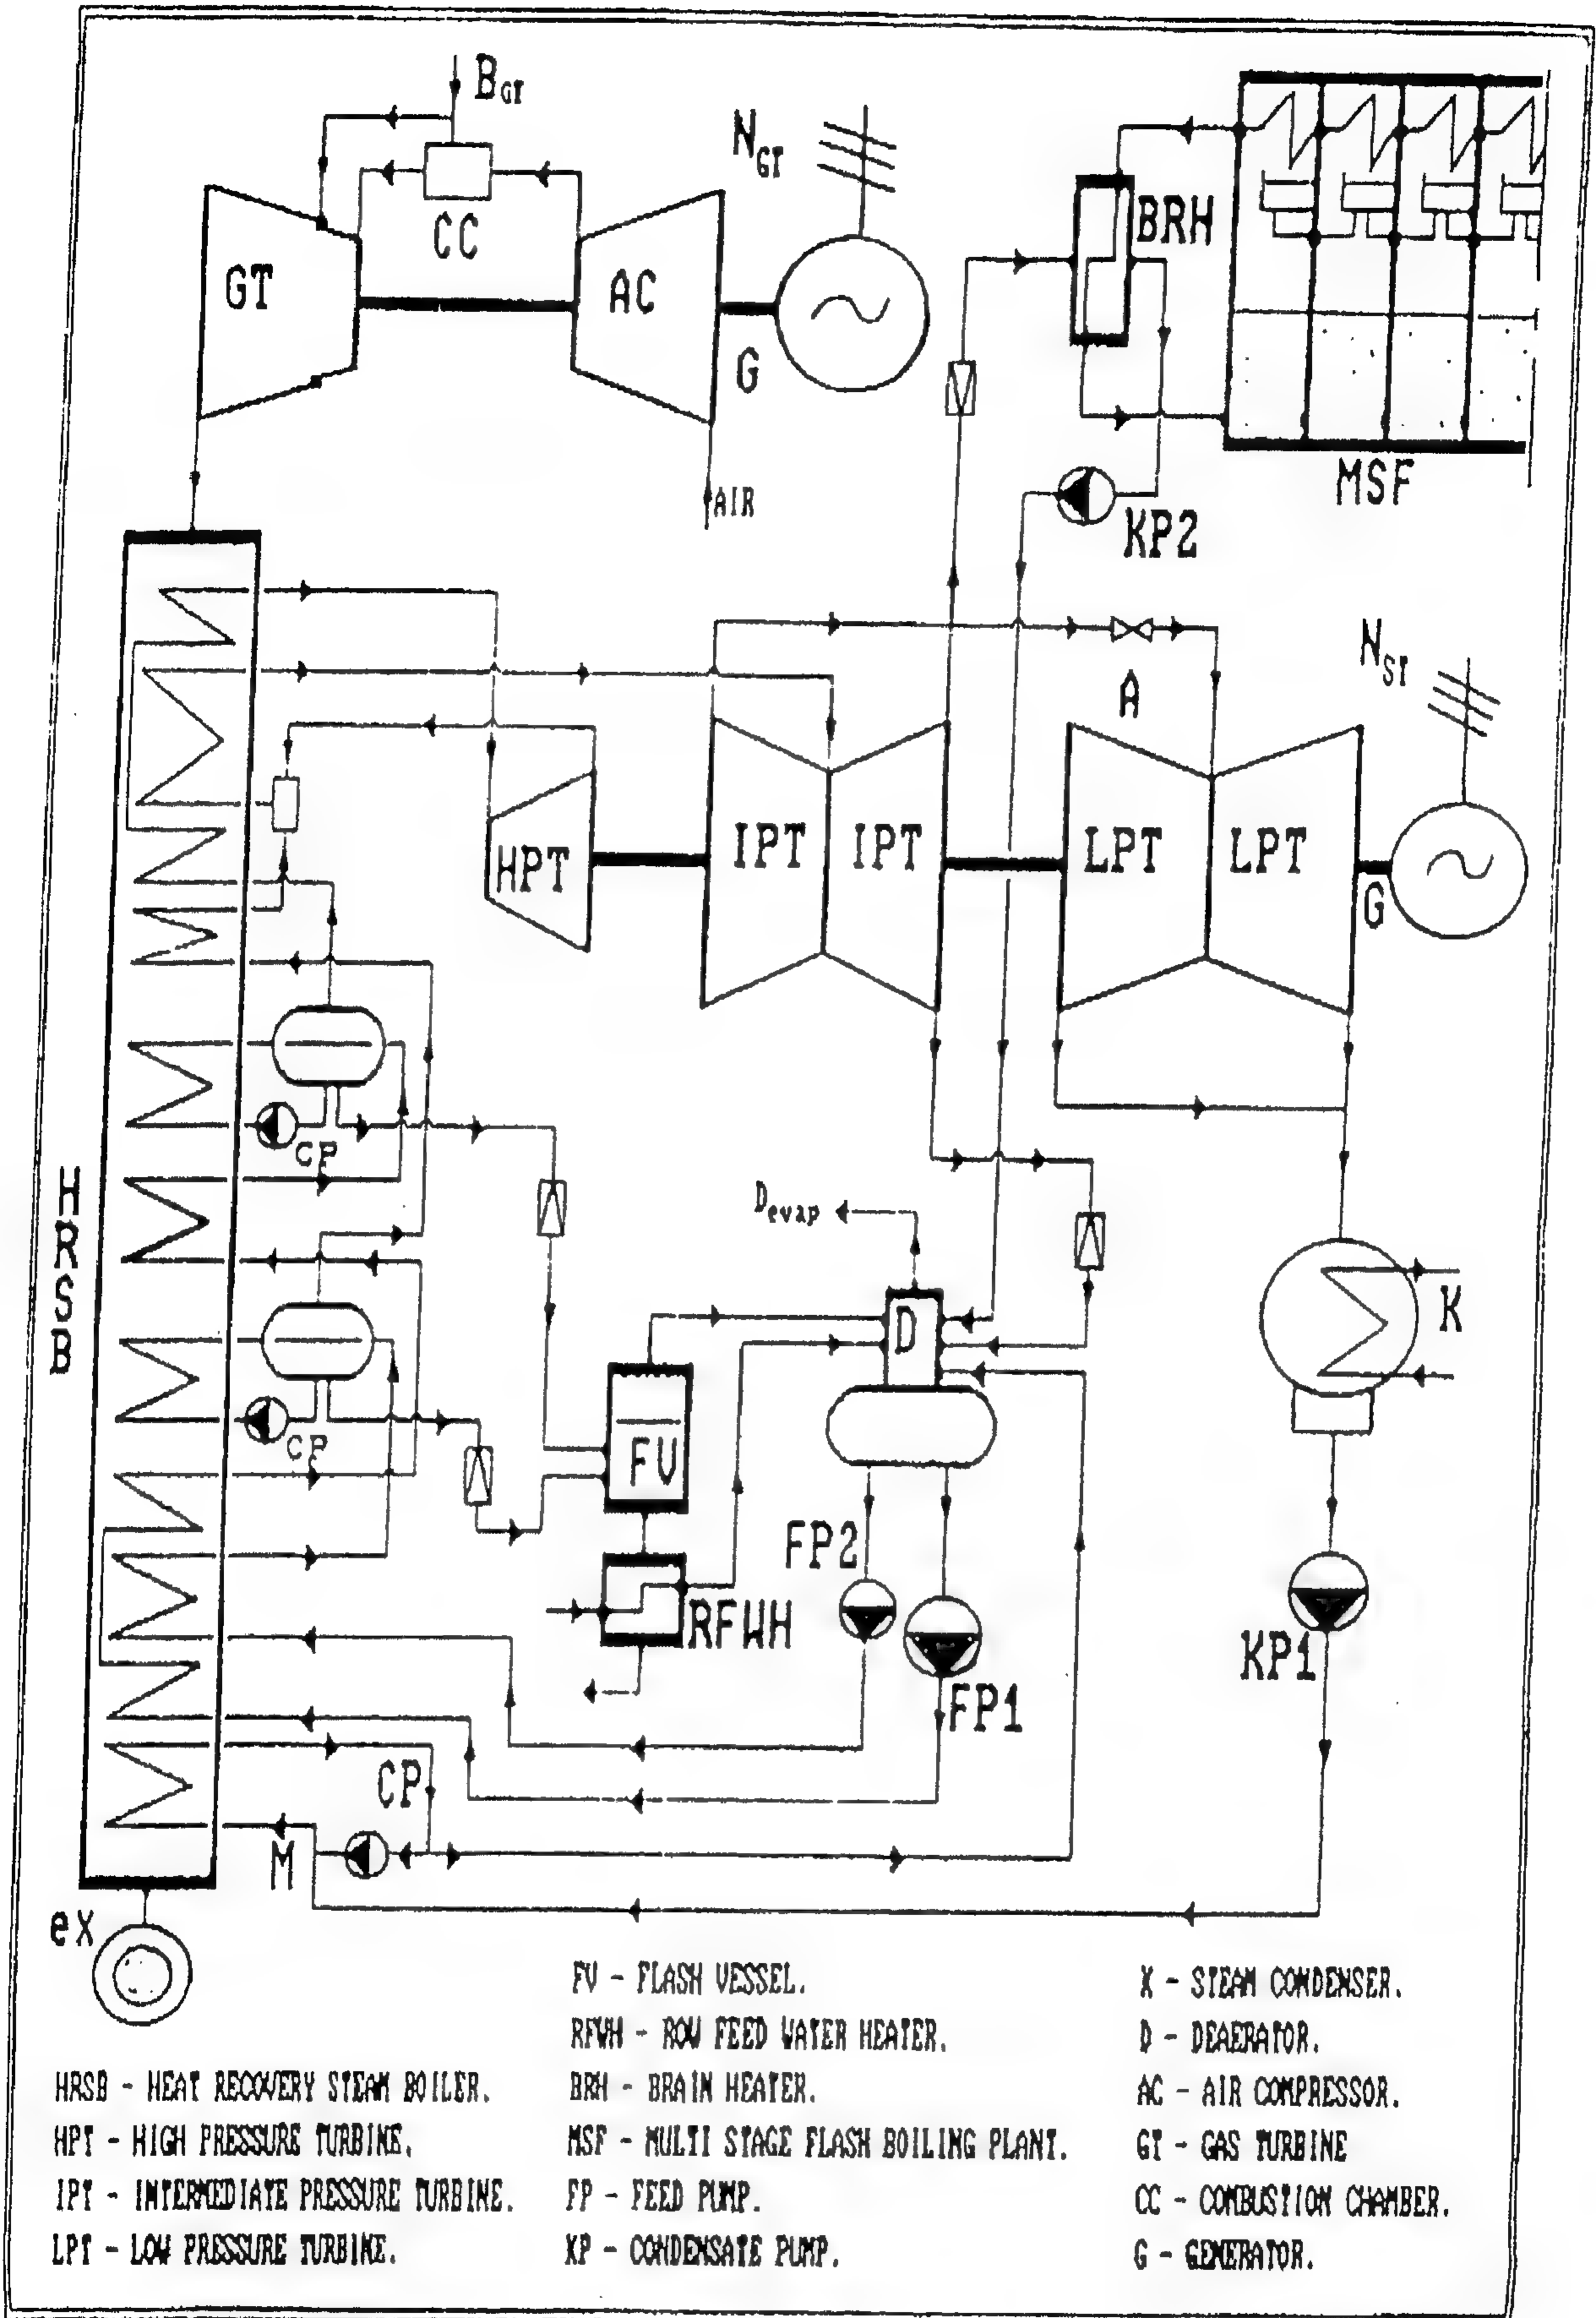 B_GT
N_GT
CC
BRH
GT
AC
G
MSF
AIR
KP2
N_ST
A
HPT
IPT
IPT
LPT
LPT
G
CP
HRSB
D_evap
D
K
CP
FV
FP2
RFWH
KP1
FP1
CP
M
ex
FV - FLASH VESSEL.
RFWH - ROW FEED WATER HEATER.
HRSB - HEAT RECOVERY STEAM BOILER.
BRH - BRAIN HEATER.
HPT - HIGH PRESSURE TURBINE.
MSF - MULTI STAGE FLASH BOILING PLANT.
IPT - INTERMEDIATE PRESSURE TURBINE.
FP - FEED PUMP.
LPT - LOW PRESSURE TURBINE.
KP - CONDENSATE PUMP.
K - STEAM CONDENSER.
D - DEAERATOR.
AC - AIR COMPRESSOR.
GT - GAS TURBINE
CC - COMBUSTION CHAMBER.
G - GENERATOR.